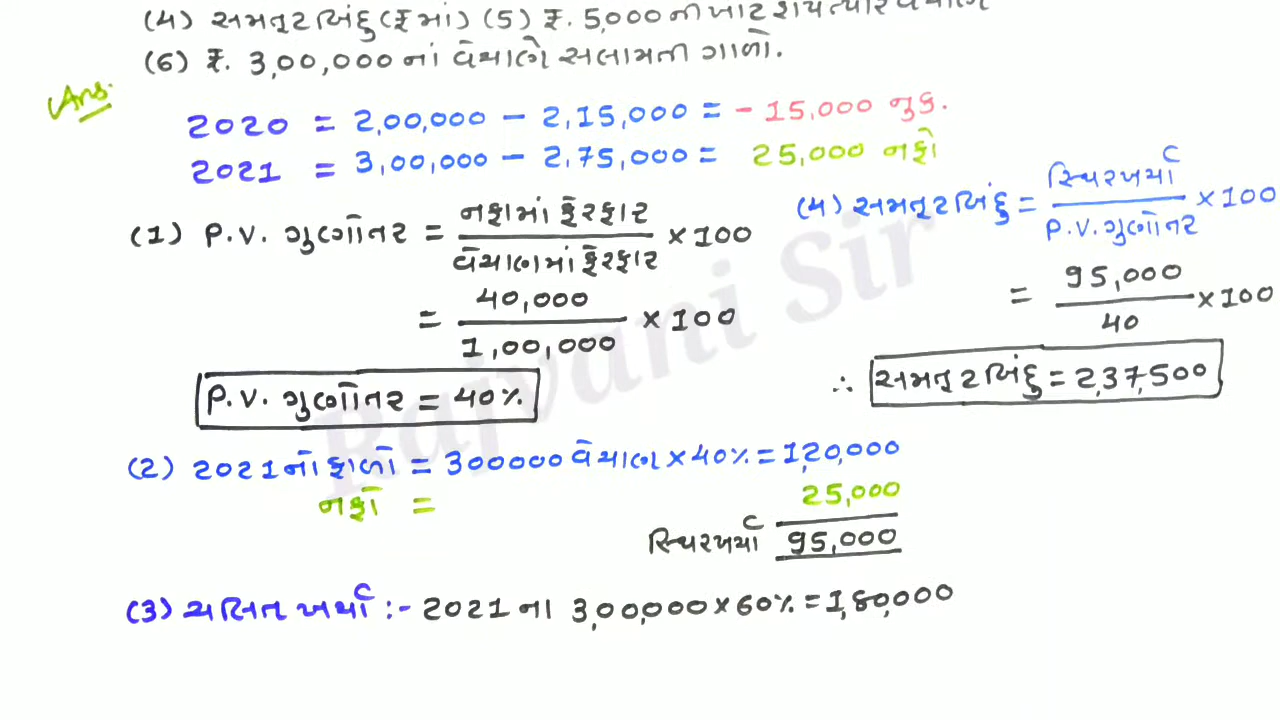 (4) સમતૂટબિંદુ (₹માં) (5) ₹. 5,000 ની ખોટ
(6) ₹. 3,00,000 નાં વેચાણે સલામતી ગાળો.
Ans.
2020 = 2,00,000 - 2,15,000 = - 15,000 નુક.
2021 = 3,00,000 - 2,75,000 = 25,000 નફો
(1) P.V. ગુણોત્તર = નફામાં ફેરફાર / વેચાણમાં ફેરફાર × 100
= 40,000 / 1,00,000 × 100
P.V. ગુણોત્તર = 40%
(4) સમતૂટબિંદુ = સ્થિરખર્ચા / P.V. ગુણોત્તર × 100
= 95,000 / 40 × 100
∴ સમતૂટબિંદુ = 2,37,500
(2) 2021નો ફાળો = 300000 વેચાણ × 40% = 1,20,000
નફો = 25,000
સ્થિરખર્ચા 95,000
(3) ચલિત ખર્ચા :- 2021 ના 3,00,000 × 60% = 1,80,000
Rajvani Sir